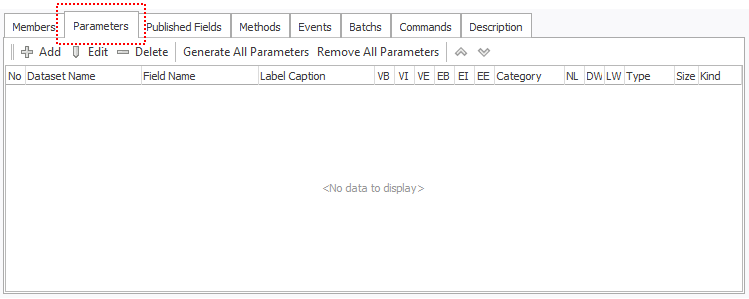 Members Parameters Published Fields Methods Events Batchs Commands Description
Add Edit Delete Generate All Parameters Remove All Parameters
No Dataset Name Field Name Label Caption VB VI VE EB EI EE Category NL DW LW Type Size Kind
<No data to display>